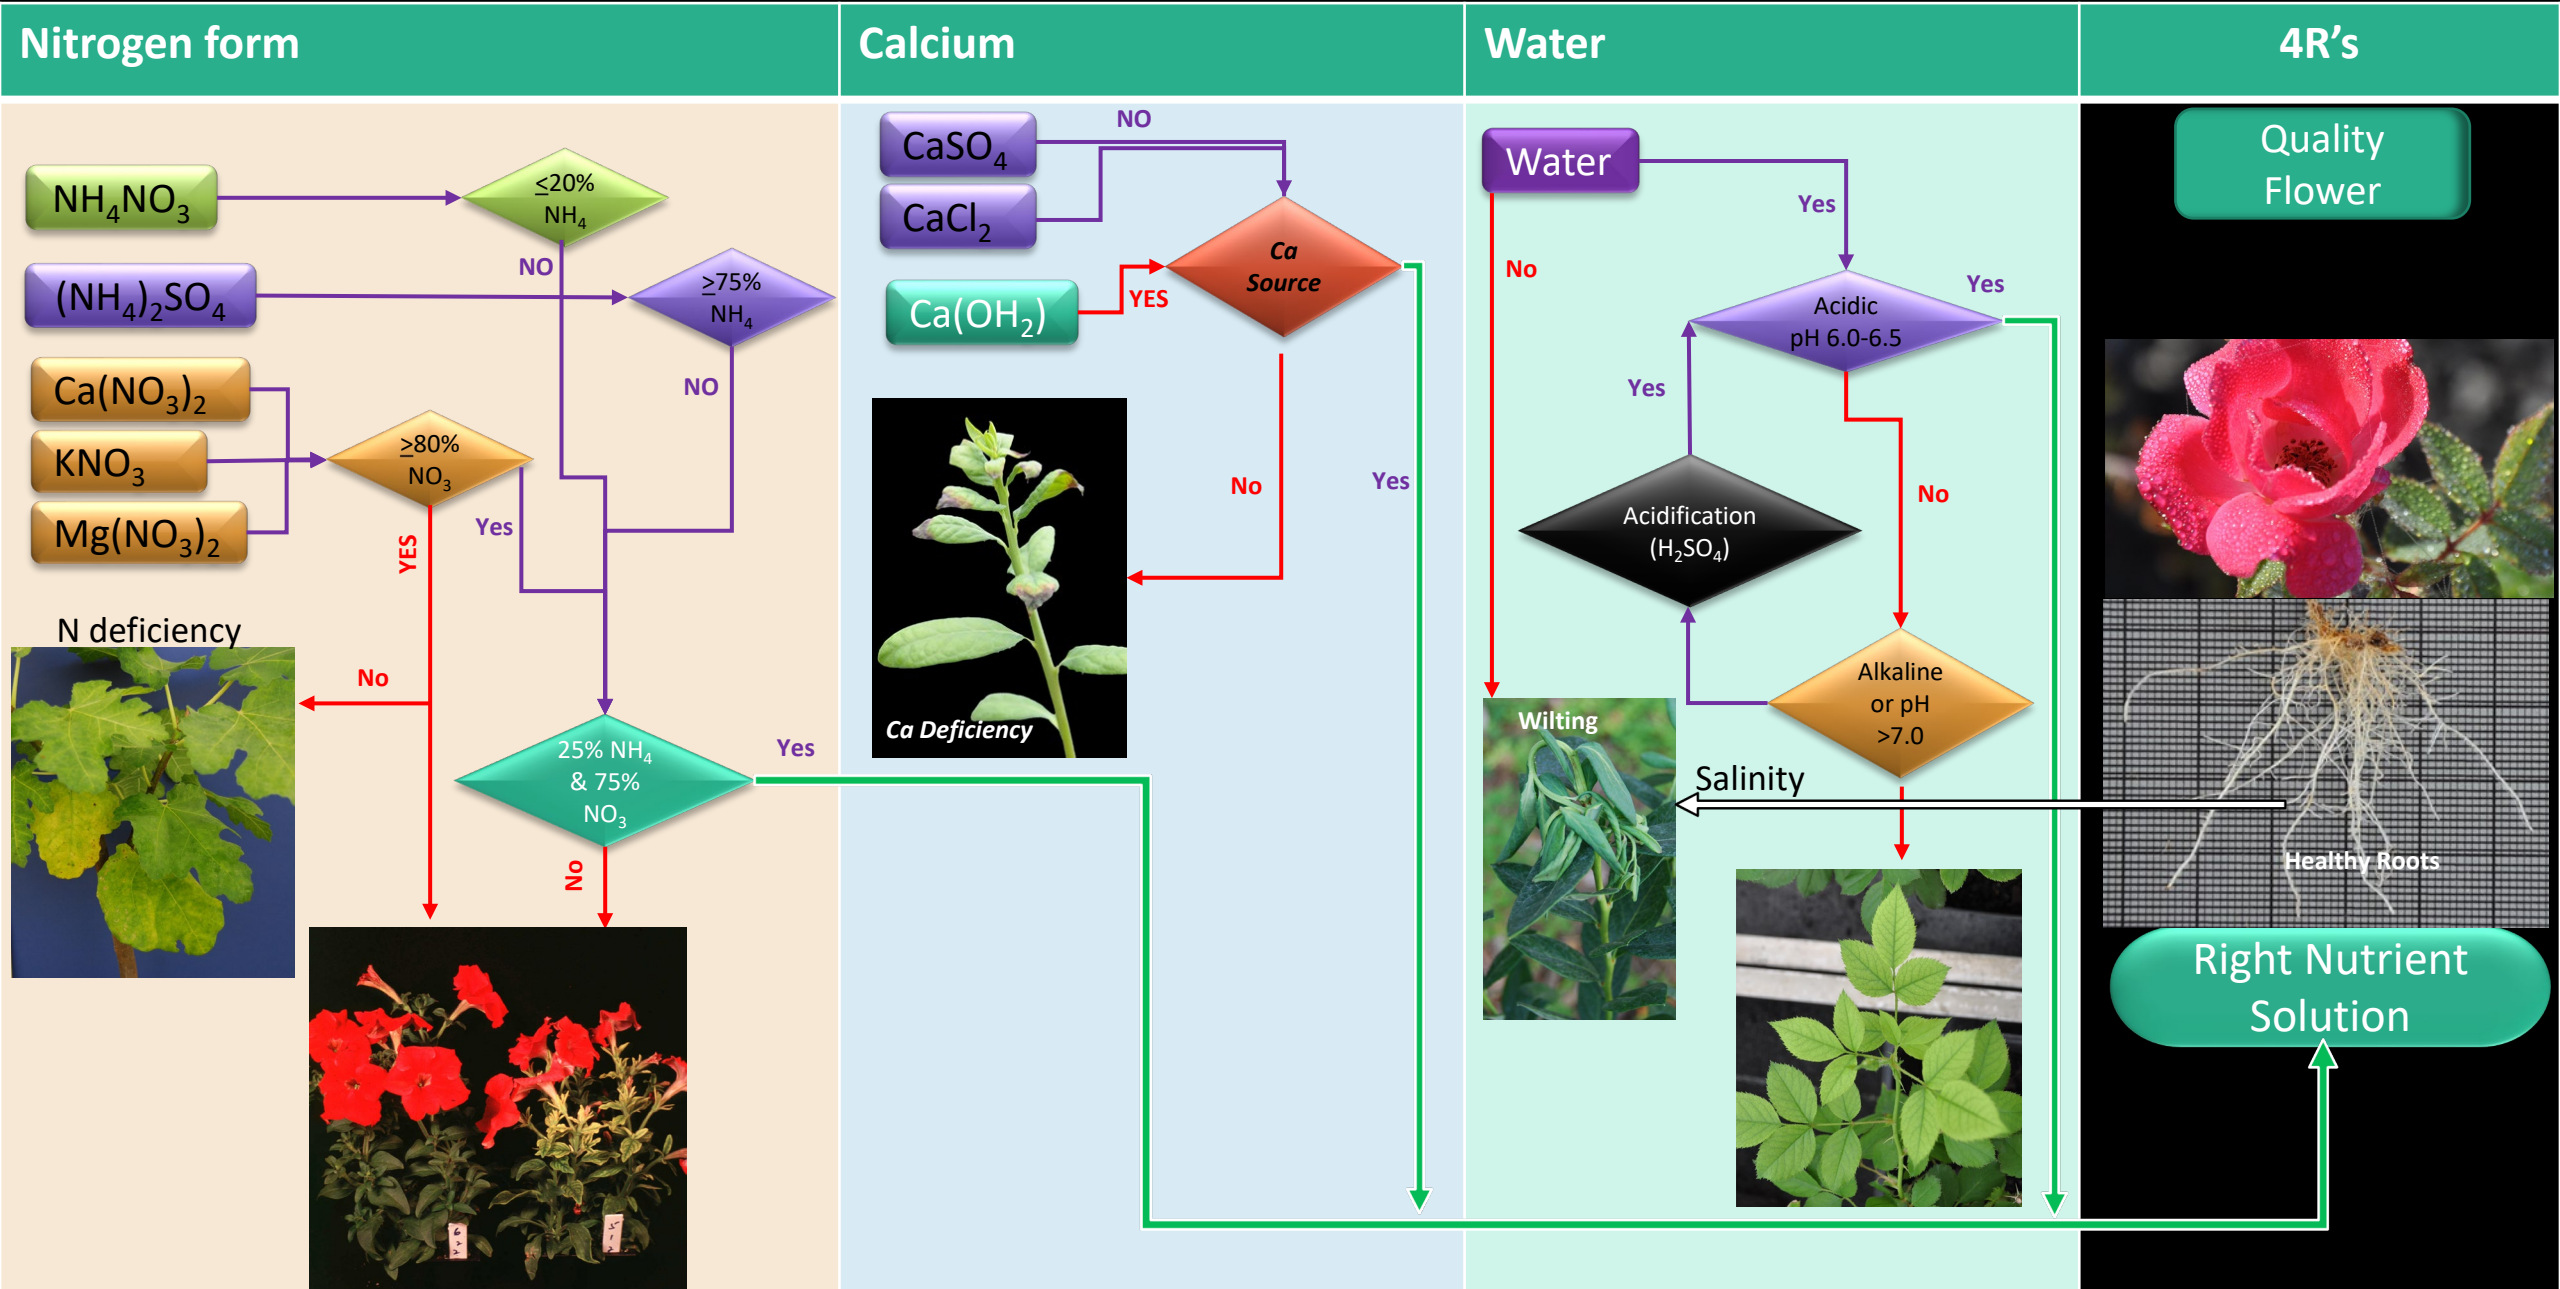 Nitrogen form
Calcium
Water
4R's
NH₄NO₃
(NH₄)₂SO₄
Ca(NO₃)₂
KNO₃
Mg(NO₃)₂
≤20%
NH₄
NO
≥75%
NH₄
NO
≥80%
NO₃
Yes
YES
No
N deficiency
25% NH₄
& 75%
NO₃
Yes
No
CaSO₄
CaCl₂
Ca(OH₂)
NO
YES
Ca
Source
No
Yes
Ca Deficiency
Water
Yes
No
Acidic
pH 6.0-6.5
Yes
Yes
No
Acidification
(H₂SO₄)
Alkaline
or pH
>7.0
Wilting
Salinity
Quality
Flower
Healthy Roots
Right Nutrient
Solution